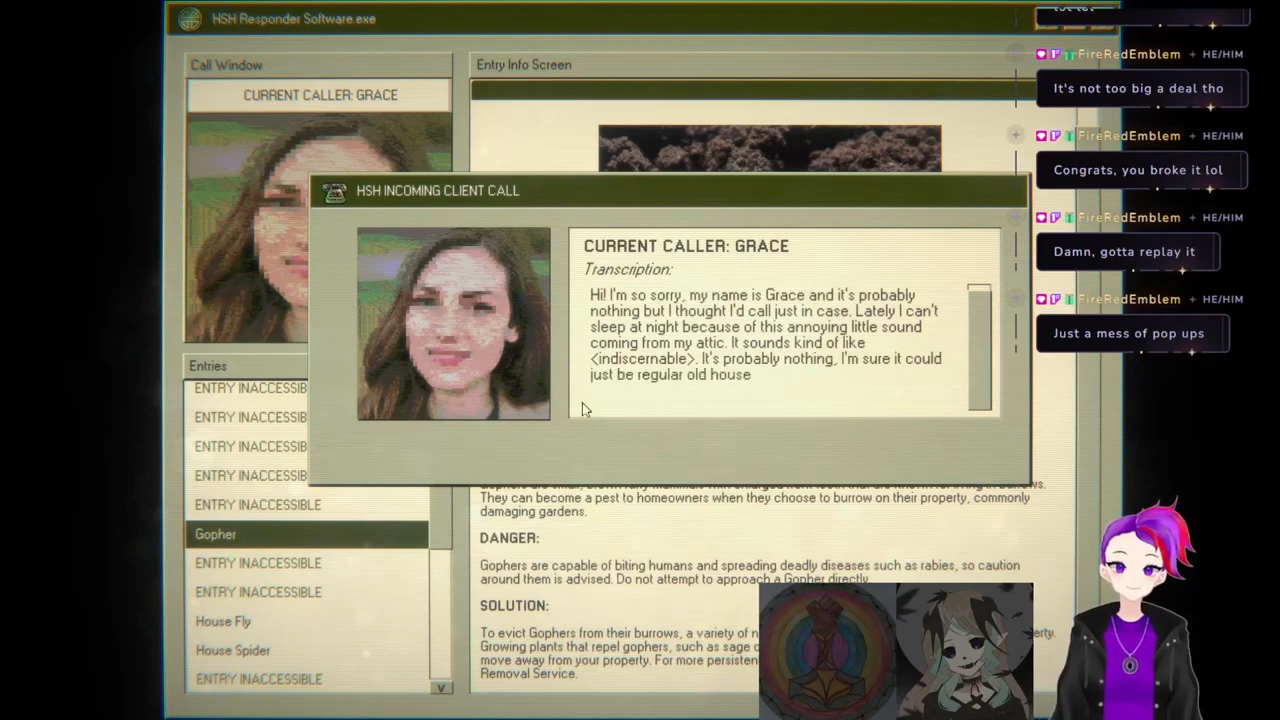 HSH Responder Software.exe
Call Window
CURRENT CALLER: GRACE
Entry Info Screen
HSH INCOMING CLIENT CALL
CURRENT CALLER: GRACE
Transcription:
Hi! I'm so sorry, my name is Grace and it's probably
nothing but I thought I'd call just in case. Lately I can't
sleep at night because of this annoying little sound
coming from my attic. It sounds kind of like
<indiscernable>. It's probably nothing, I'm sure it could
just be regular old house
Entries
ENTRY INACCESSIB
ENTRY INACCESSIB
ENTRY INACCESSIB
ENTRY INACCESSIB
ENTRY INACCESSIBLE
Gopher
ENTRY INACCESSIBLE
ENTRY INACCESSIBLE
House Fly
House Spider
ENTRY INACCESSIBLE
V
They can become a pest to homeowners when they choose to burrow on their property, commonly
damaging gardens.
DANGER:
Gophers are capable of biting humans and spreading deadly diseases such as rabies, so caution
around them is advised. Do not attempt to approach a Gopher directly.
SOLUTION:
To evict Gophers from their burrows, a variety of n
erty.
Growing plants that repel gophers, such as sage o
move away from your property. For more persisten
Removal Service.
FireRedEmblem + HE/HIM
It's not too big a deal tho
FireRedEmblem + HE/HIM
Congrats, you broke it lol
FireRedEmblem + HE/HIM
Damn, gotta replay it
FireRedEmblem + HE/HIM
Just a mess of pop ups